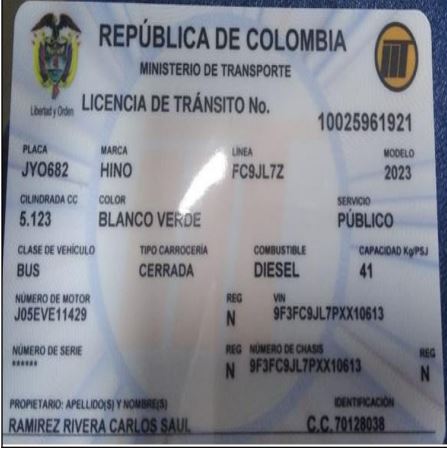 REPÚBLICA DE COLOMBIA
MINISTERIO DE TRANSPORTE
Libertad y Orden
LICENCIA DE TRÁNSITO No.
10025961921
PLACA MARCA LÍNEA MODELO
JYO682 HINO FC9JL7Z 2023
CILINDRADA CC COLOR SERVICIO
5.123 BLANCO VERDE PÚBLICO
CLASE DE VEHÍCULO TIPO CARROCERÍA COMBUSTIBLE CAPACIDAD Kg/PSJ
BUS CERRADA DIESEL 41
NÚMERO DE MOTOR REG VIN
J05EVE11429 N 9F3FC9JL7PXX10613
NÚMERO DE SERIE REG NÚMERO DE CHASIS REG
****** N 9F3FC9JL7PXX10613 N
PROPIETARIO: APELLIDO(S) Y NOMBRE(S) IDENTIFICACIÓN
RAMIREZ RIVERA CARLOS SAUL C.C. 70128038